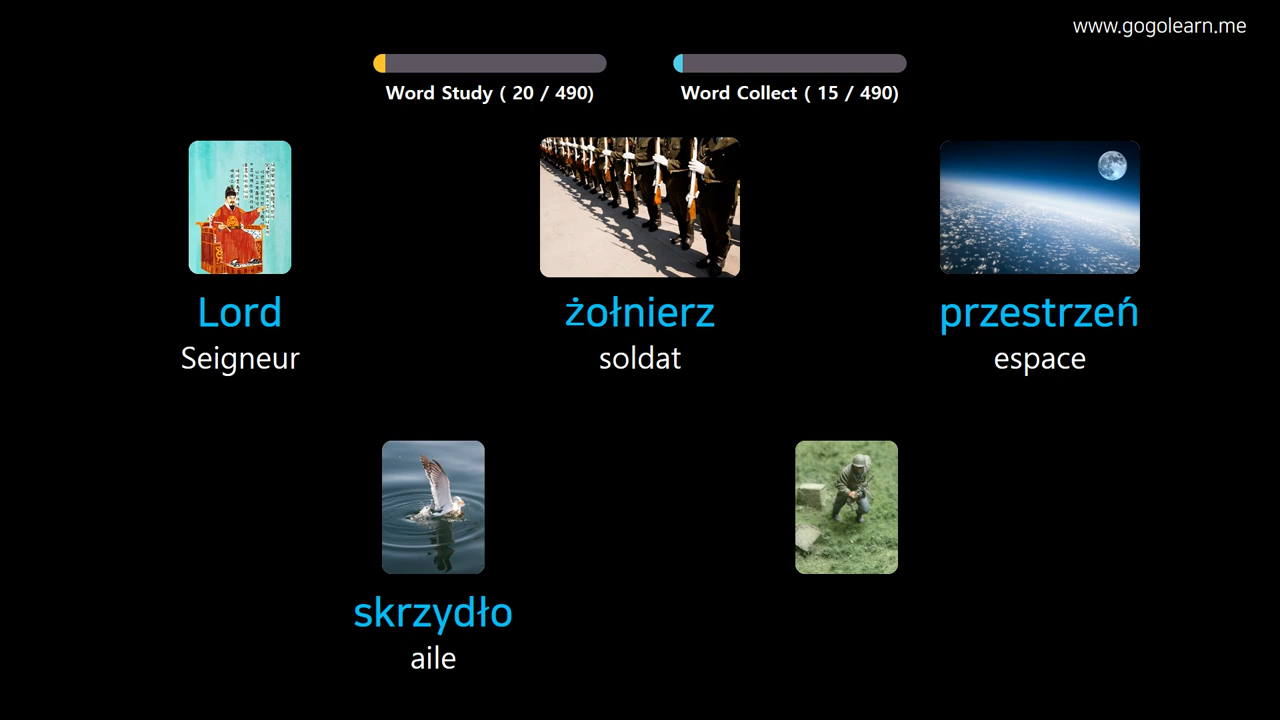 www.gogolearn.me
Word Study ( 20 / 490)
Word Collect ( 15 / 490)
Lord
Seigneur
żołnierz
soldat
przestrzeń
espace
skrzydło
aile